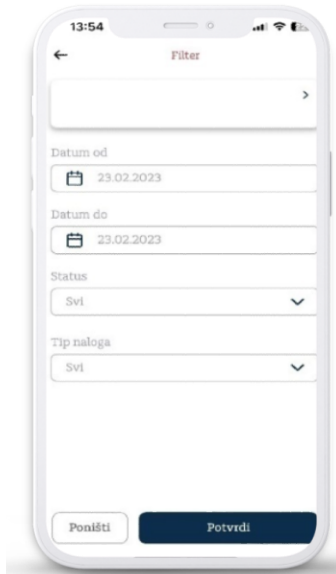 13:54
Filter
Datum od
23.02.2023
Datum do
23.02.2023
Status
Svi
Tip naloga
Svi
Poništi
Potvrdi